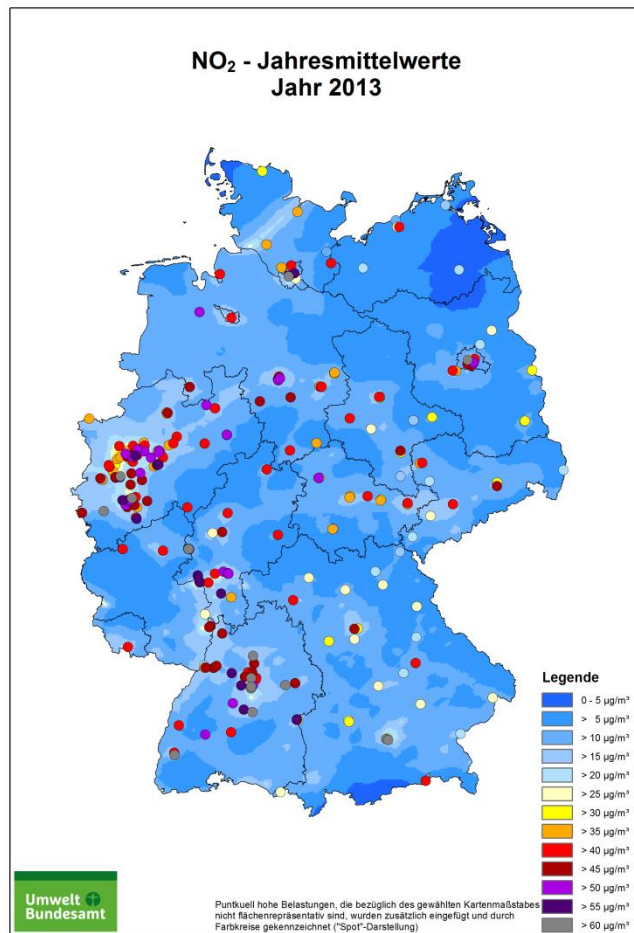 NO₂ - Jahresmittelwerte
Jahr 2013
Legende
0 - 5 µg/m³
> 5 µg/m³
> 10 µg/m³
> 15 µg/m³
> 20 µg/m³
> 25 µg/m³
> 30 µg/m³
> 35 µg/m³
> 40 µg/m³
> 45 µg/m³
> 50 µg/m³
> 55 µg/m³
> 60 µg/m³
Umwelt
Bundesamt
Punktuell hohe Belastungen, die bezüglich des gewählten Kartenmaßstabes
nicht flächenrepräsentativ sind, wurden zusätzlich eingefügt und durch
Farbkreise gekennzeichnet ("Spot"-Darstellung)